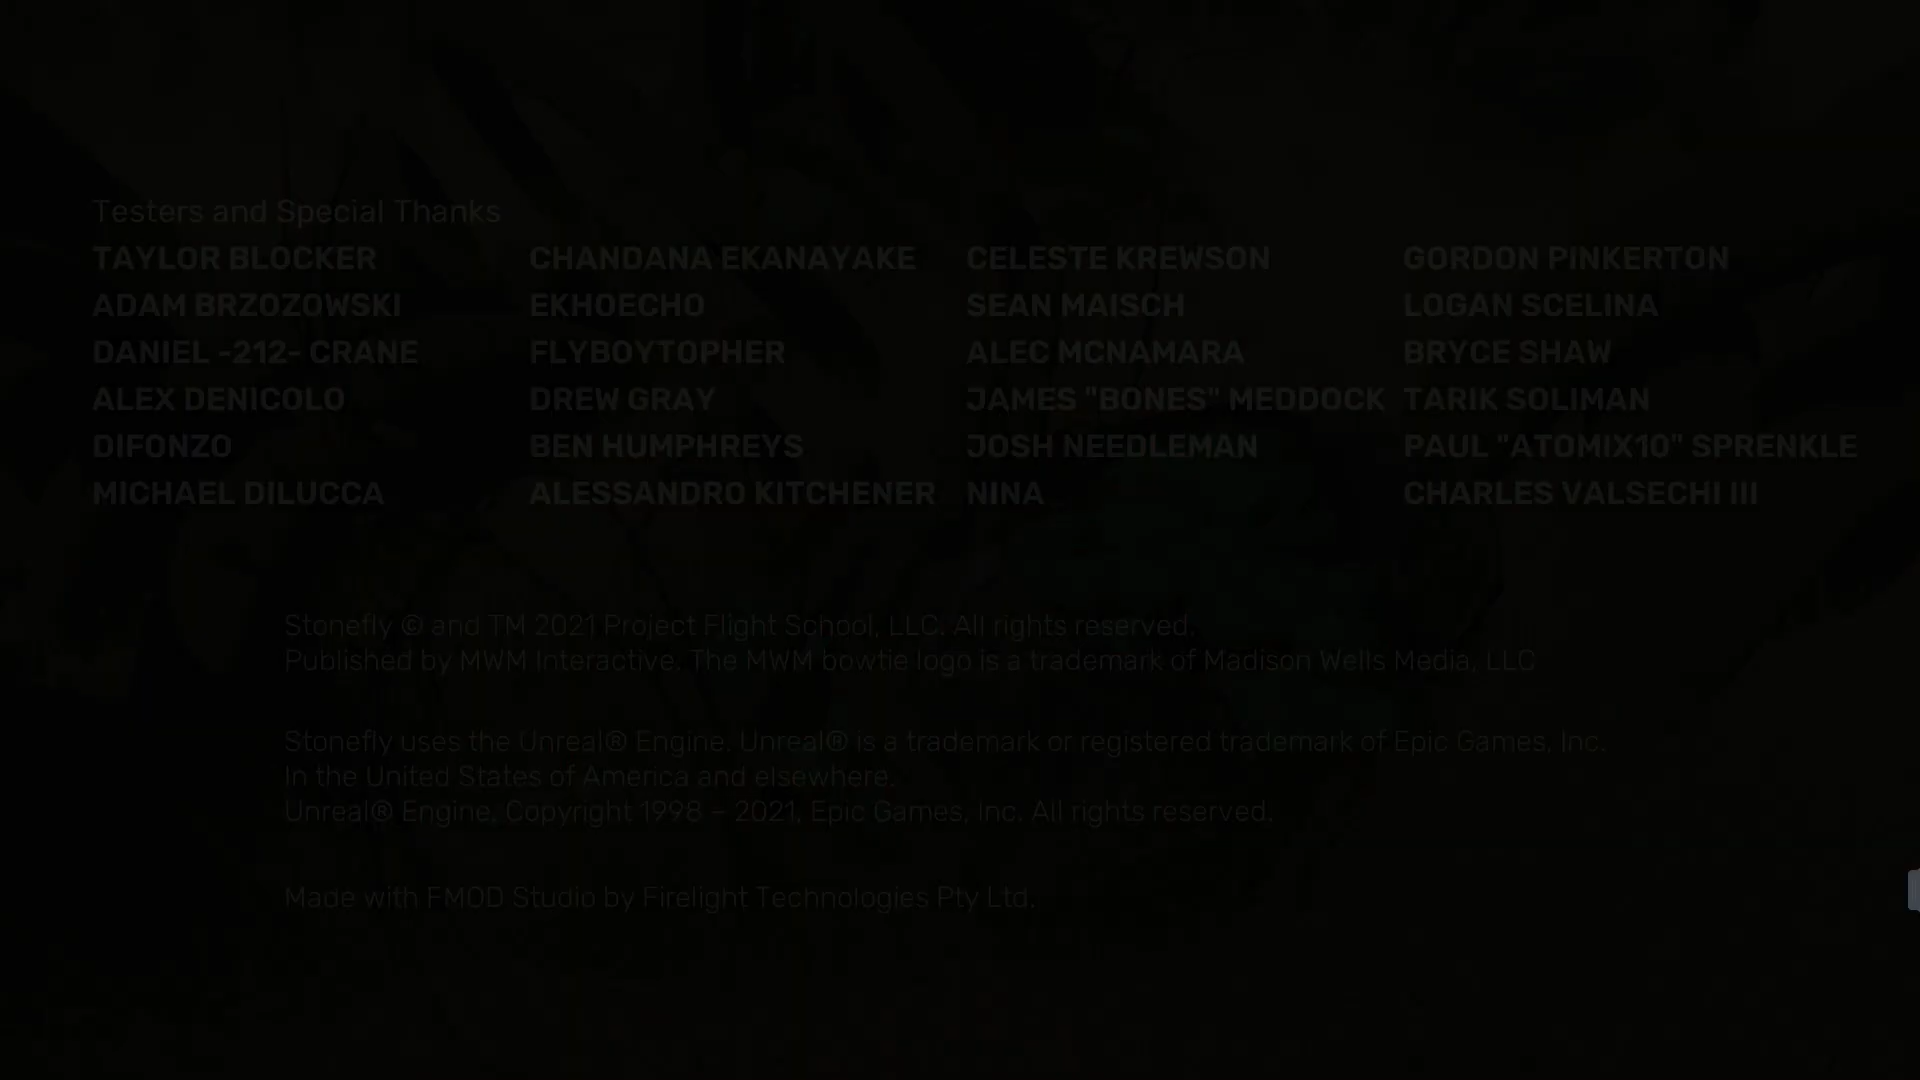 Testers and Special Thanks
TAYLOR BLOCKER CHANDANA EKANAYAKE CELESTE KREWSON GORDON PINKERTON
ADAM BRZOZOWSKI EKHOECHO SEAN MAISCH LOGAN SCELINA
DANIEL -212- CRANE FLYBOYTOPHER ALEC MCNAMARA BRYCE SHAW
ALEX DENICOLO DREW GRAY JAMES "BONES" MEDDOCK TARIK SOLIMAN
DIFONZO BEN HUMPHREYS JOSH NEEDLEMAN PAUL "ATOMIX10" SPRENKLE
MICHAEL DILUCCA ALESSANDRO KITCHENER NINA CHARLES VALSECHI III
Stonefly © and TM 2021 Project Flight School, LLC. All rights reserved.
Published by MWM Interactive. The MWM bowtie logo is a trademark of Madison Wells Media, LLC
Stonefly uses the Unreal® Engine. Unreal® is a trademark or registered trademark of Epic Games, Inc.
In the United States of America and elsewhere.
Unreal® Engine, Copyright 1998 – 2021, Epic Games, Inc. All rights reserved.
Made with FMOD Studio by Firelight Technologies Pty Ltd.